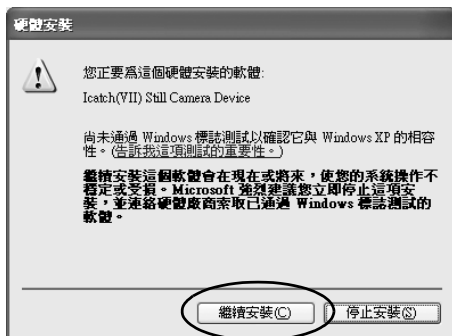 硬體安裝
您正要為這個硬體安裝的軟體:
Icatch(VII) Still Camera Device
尚未通過 Windows 標誌測試以確認它與 Windows XP 的相容
性。(告訴我這項測試的重要性。)
繼續安裝這個軟體會在現在或將來，使您的系統操作不
穩定或受損。Microsoft 強烈建議您立即停止這項安
裝，並連絡硬體廠商索取已通過 Windows 標誌測試的
軟體。
繼續安裝(C) 停止安裝(S)